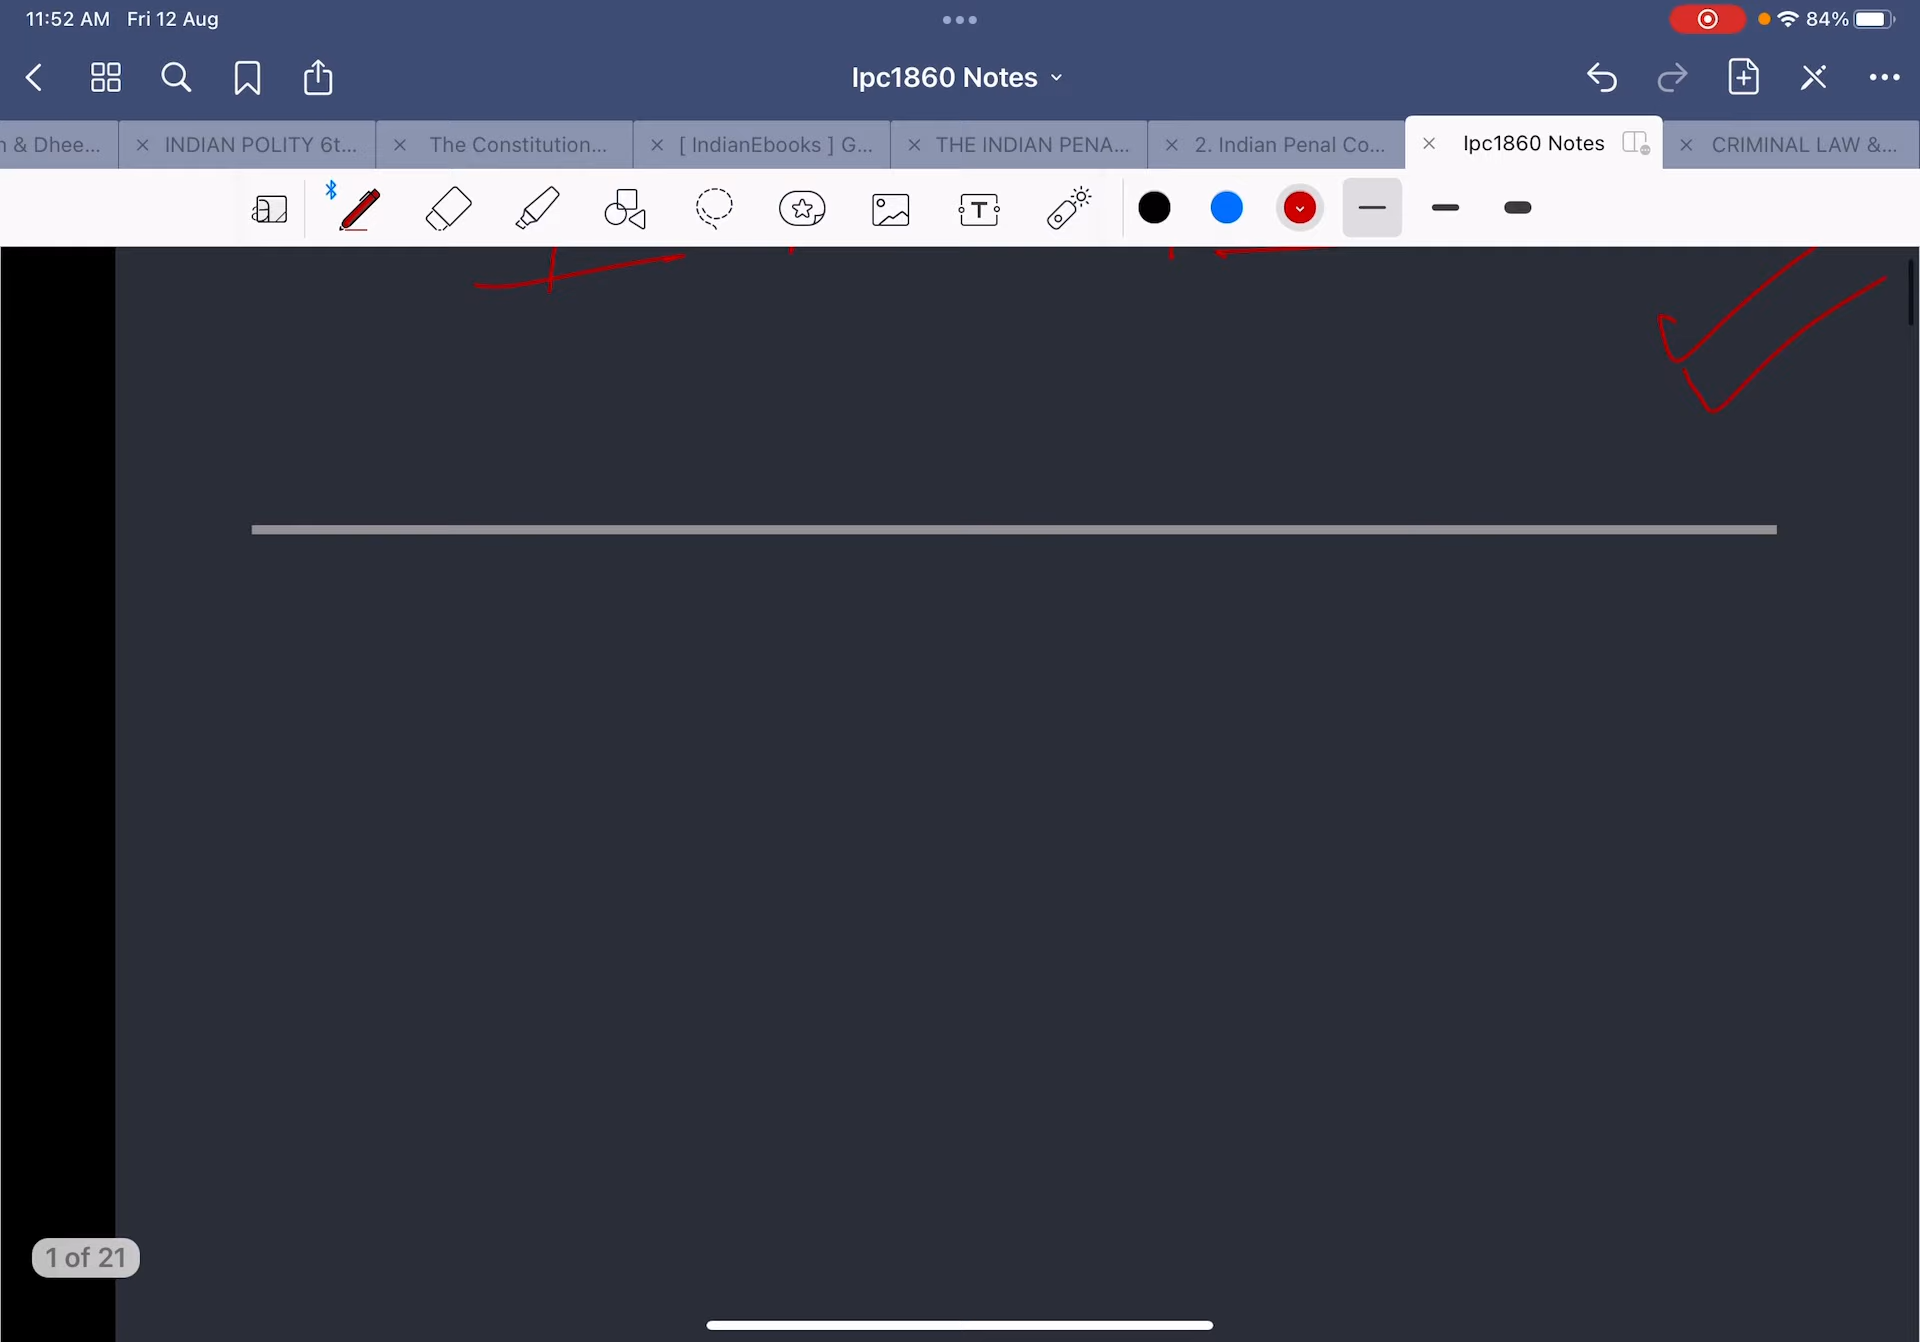 11:52 AM Fri 12 Aug
84%
Ipc1860 Notes
n & Dhee...
INDIAN POLITY 6t...
The Constitution...
[ IndianEbooks ] G...
THE INDIAN PENA...
2. Indian Penal Co...
Ipc1860 Notes
CRIMINAL LAW &...
1 of 21